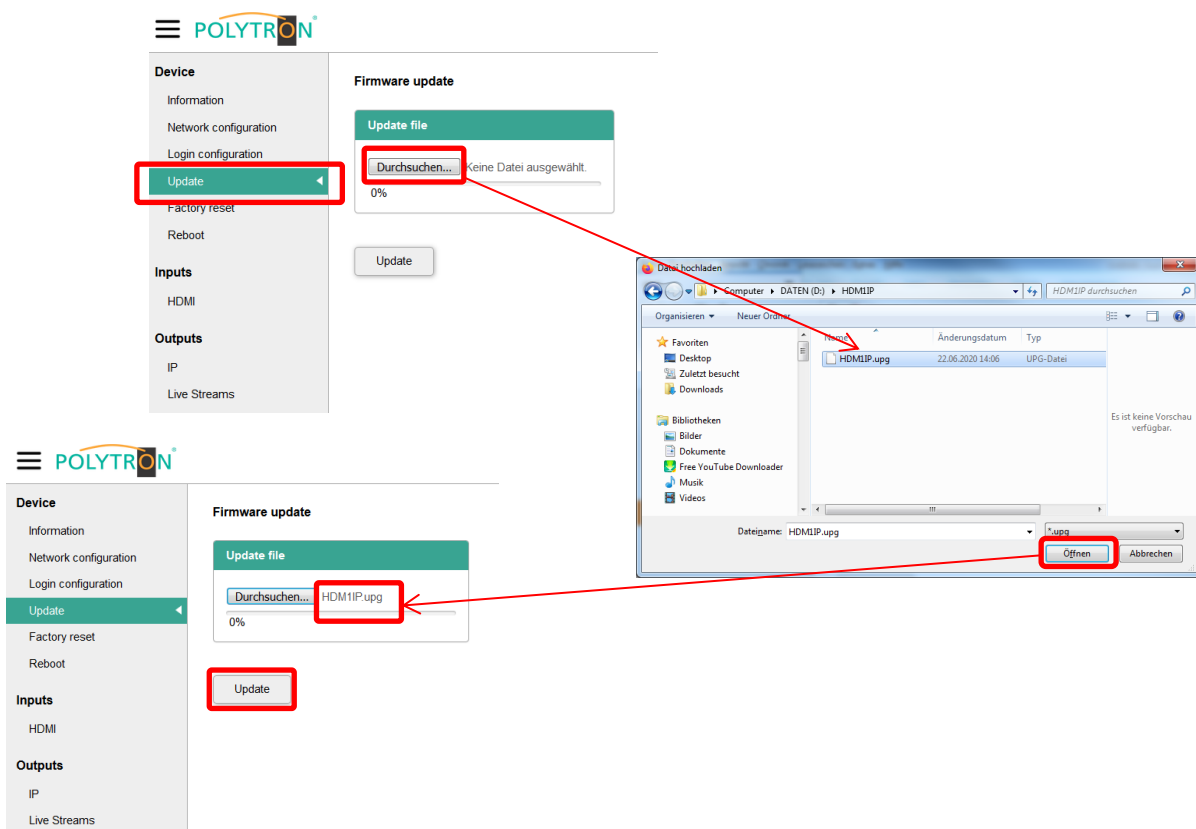 POLYTRON
Device
Information
Network configuration
Login configuration
Update
Factory reset
Reboot
Inputs
HDMI
Outputs
IP
Live Streams
Firmware update
Update file
Durchsuchen... Keine Datei ausgewählt.
0%
Update
Datei hochladen
Computer DATEN (D:) HDM1IP
HDM1IP durchsuchen
Organisieren Neuer Ordner
Favoriten
Desktop
Zuletzt besucht
Downloads
Bibliotheken
Bilder
Dokumente
Free YouTube Downloader
Musik
Videos
Name Änderungsdatum Typ
HDM1IP.upg 22.06.2020 14:06 UPG-Datei
Es ist keine Vorschau
verfügbar.
Dateiname: HDM1IP.upg *.upg
Öffnen Abbrechen
POLYTRON
Device
Information
Network configuration
Login configuration
Update
Factory reset
Reboot
Inputs
HDMI
Outputs
IP
Live Streams
Firmware update
Update file
Durchsuchen... HDM1IP.upg
0%
Update